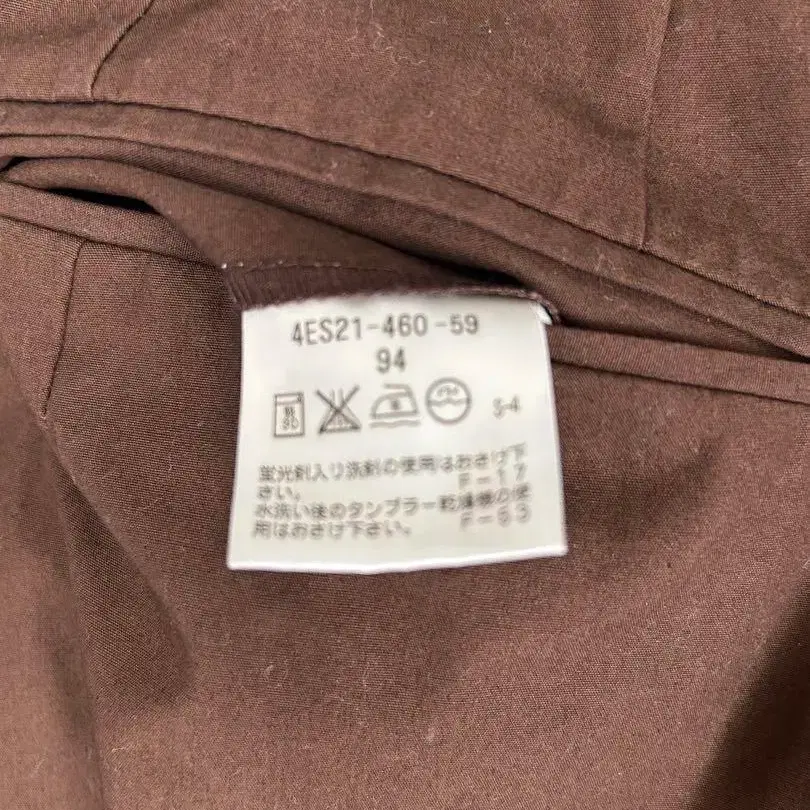 4ES21-460-59
94
S-4
蛍光剤入り洗剤の使用はおさけ下
さい。 F-17
水洗い後のタンブラー乾燥機の使
用はおさけ下さい。 F-53